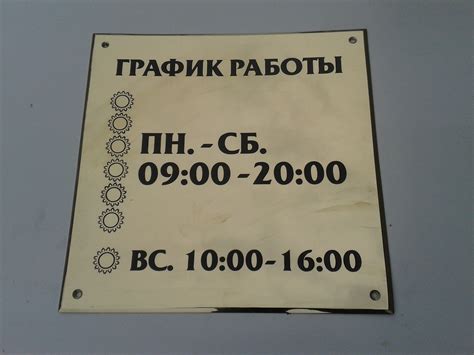 ГРАФИК РАБОТЫ
ПН. - СБ.
09:00 - 20:00
ВС. 10:00 - 16:00